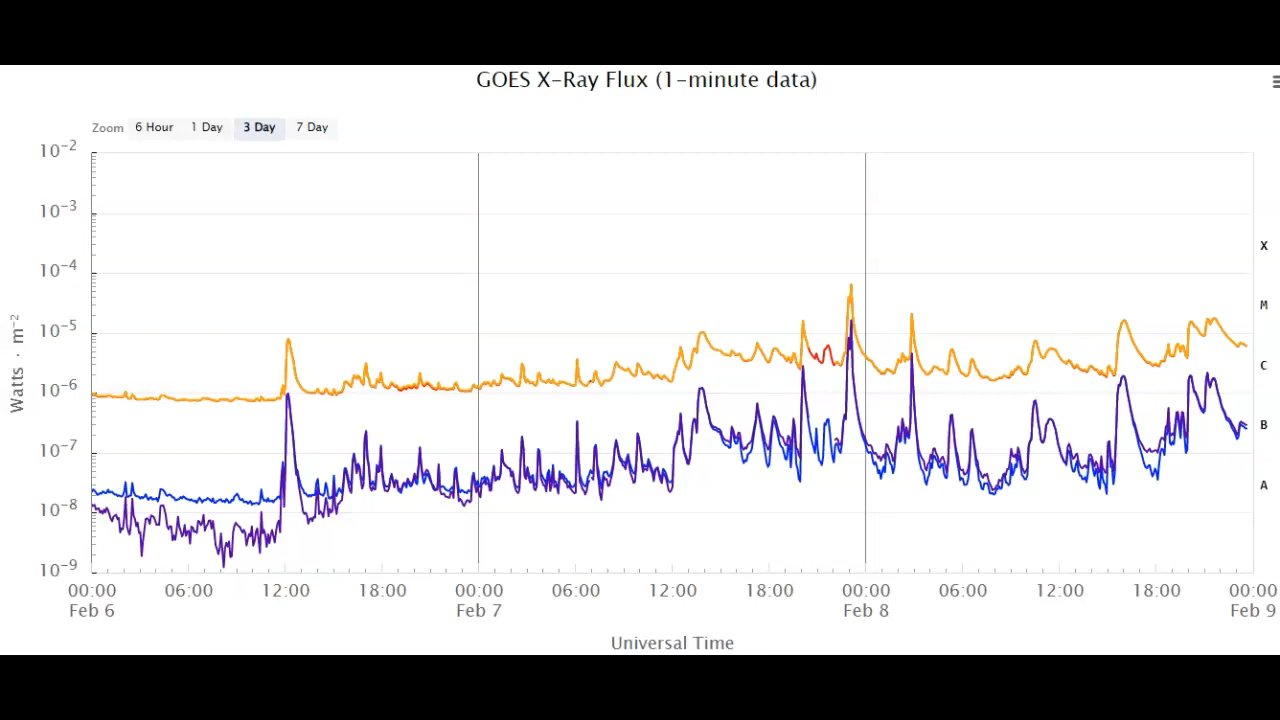 GOES X-Ray Flux (1-minute data)
Zoom 6 Hour 1 Day 3 Day 7 Day
10⁻²
10⁻³
10⁻⁴
10⁻⁵
10⁻⁶
10⁻⁷
10⁻⁸
10⁻⁹
Watts · m⁻²
X
M
C
B
A
00:00 06:00 12:00 18:00 00:00 06:00 12:00 18:00 00:00 06:00 12:00 18:00 00:00
Feb 6 Feb 7 Feb 8 Feb 9
Universal Time